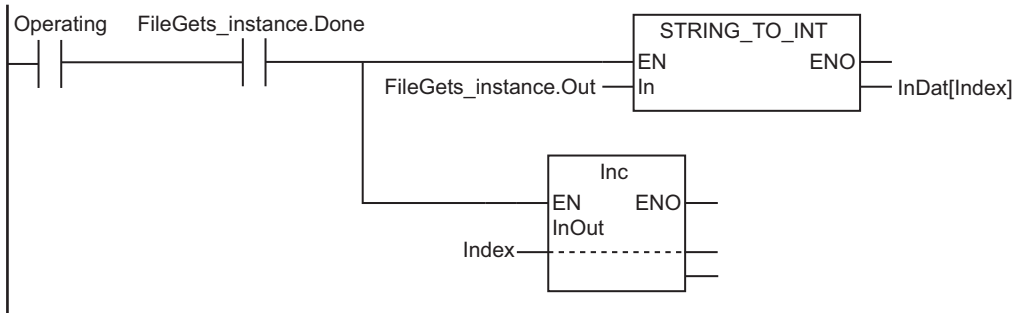 Operating FileGets_instance.Done
STRING_TO_INT
EN ENO
FileGets_instance.Out In InDat[Index]
Inc
EN ENO
InOut
Index